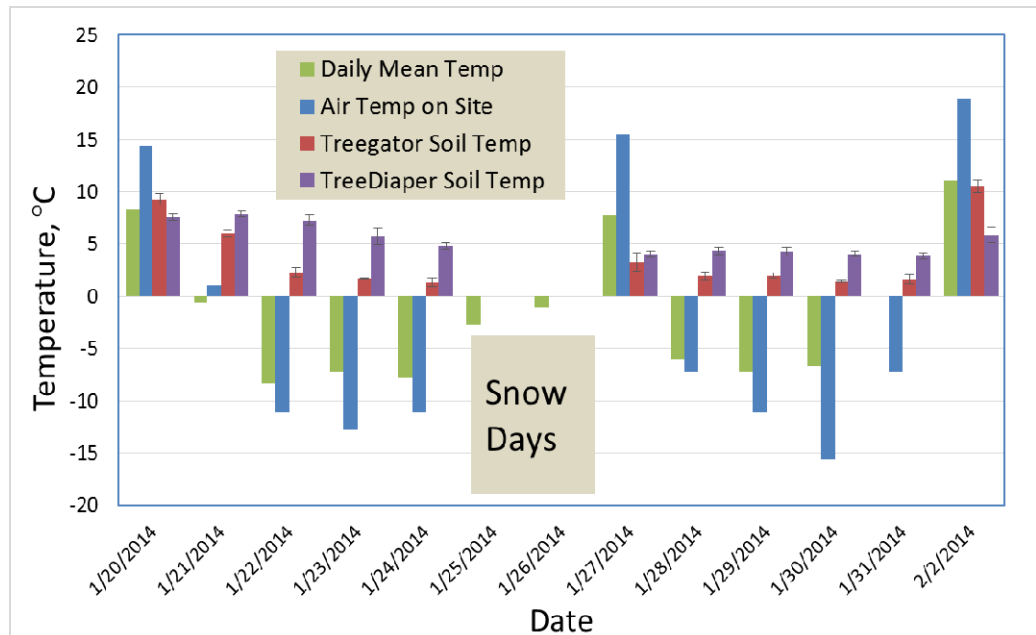 25
20
15
10
5
0
-5
-10
-15
-20
Temperature, °C
Daily Mean Temp
Air Temp on Site
Treegator Soil Temp
TreeDiaper Soil Temp
Snow
Days
1/20/2014
1/21/2014
1/22/2014
1/23/2014
1/24/2014
1/25/2014
1/26/2014
1/27/2014
1/28/2014
1/29/2014
1/30/2014
1/31/2014
2/2/2014
Date